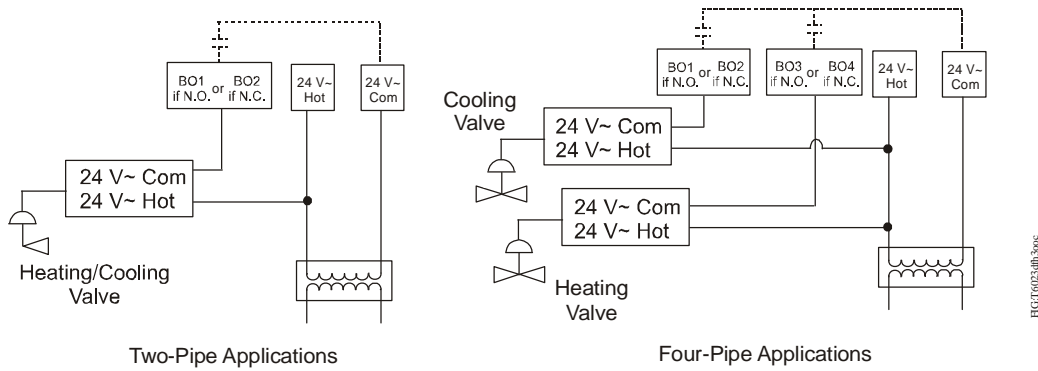 BO1 or BO2
if N.O. if N.C.
24 V~
Hot
24 V~
Com
24 V~ Com
24 V~ Hot
Heating/Cooling
Valve
Two-Pipe Applications
BO1 or BO2
if N.O. if N.C.
BO3 or BO4
if N.O. if N.C.
24 V~
Hot
24 V~
Com
Cooling
Valve
24 V~ Com
24 V~ Hot
24 V~ Com
24 V~ Hot
Heating
Valve
Four-Pipe Applications